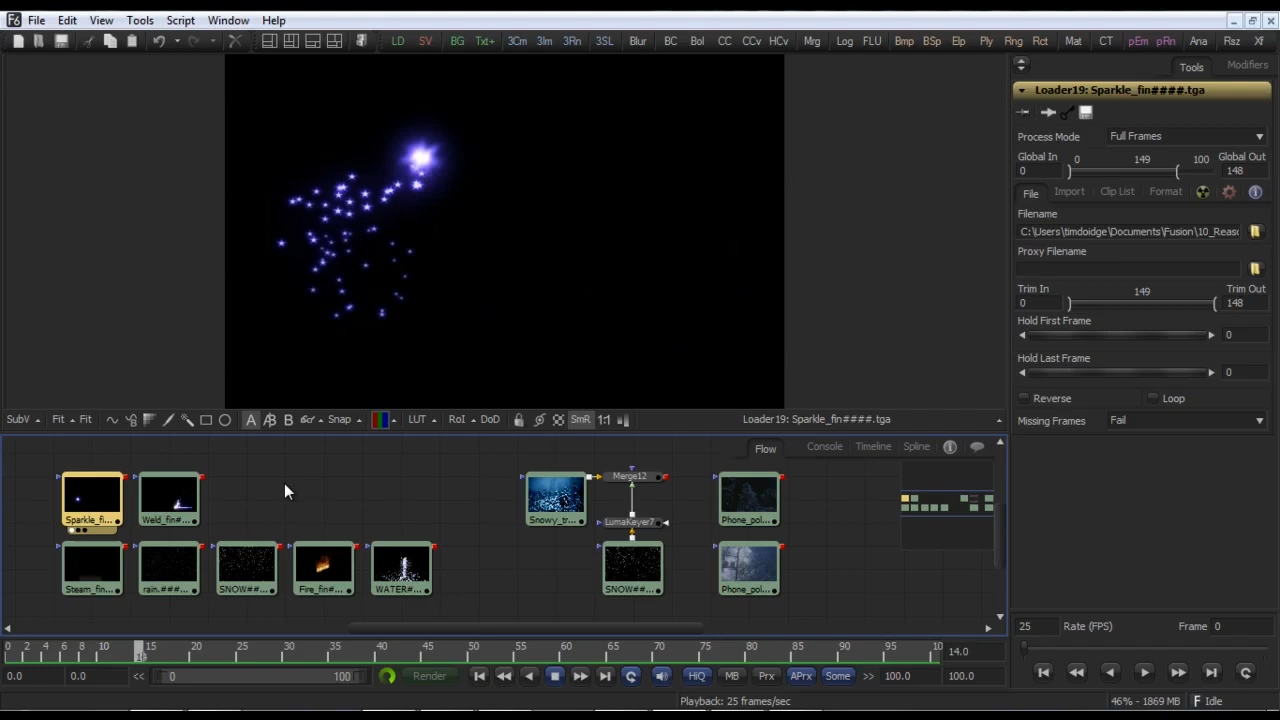 F6 File Edit View Tools Script Window Help
LD SV BG Txt+ 3Cm 3Im 3Rn 3SL Blur BC Bol CC CCv HCv Mrg Log FLU Bmp BSp Elp Ply Rng Rct Mat CT pEm pRn Ana Rsz Xf
Tools Modifiers
Loader19: Sparkle_fin####.tga
Process Mode Full Frames
Global In 0 149 100 Global Out
0 148
File Import Clip List Format
Filename
C:\Users\timdoidge\Documents\Fusion\10_Reaso
Proxy Filename
Trim In 149 Trim Out
0 148
Hold First Frame
0
Hold Last Frame
0
Reverse Loop
Missing Frames Fail
SubV Fit Fit A B Snap LUT RoI DoD SmR 1:1 Loader19: Sparkle_fin####.tga
Flow Console Timeline Spline
Sparkle_fi... Weld_fin#... Snowy_tr... Merge12 Phone_pol...
LumaKeyer7
Steam_fin... rain.###... SNOW##... Fire_fin#... WATER#... SNOW##... Phone_pol...
25 Rate (FPS) Frame 0
0 2 4 6 8 10 15 20 25 30 35 40 45 50 55 60 65 70 75 80 85 90 95 10 14.0
0.0 0.0 << 0 100 Render HiQ MB Prx APrx Some >> 100.0 100.0
Playback: 25 frames/sec 46% - 1869 MB Idle